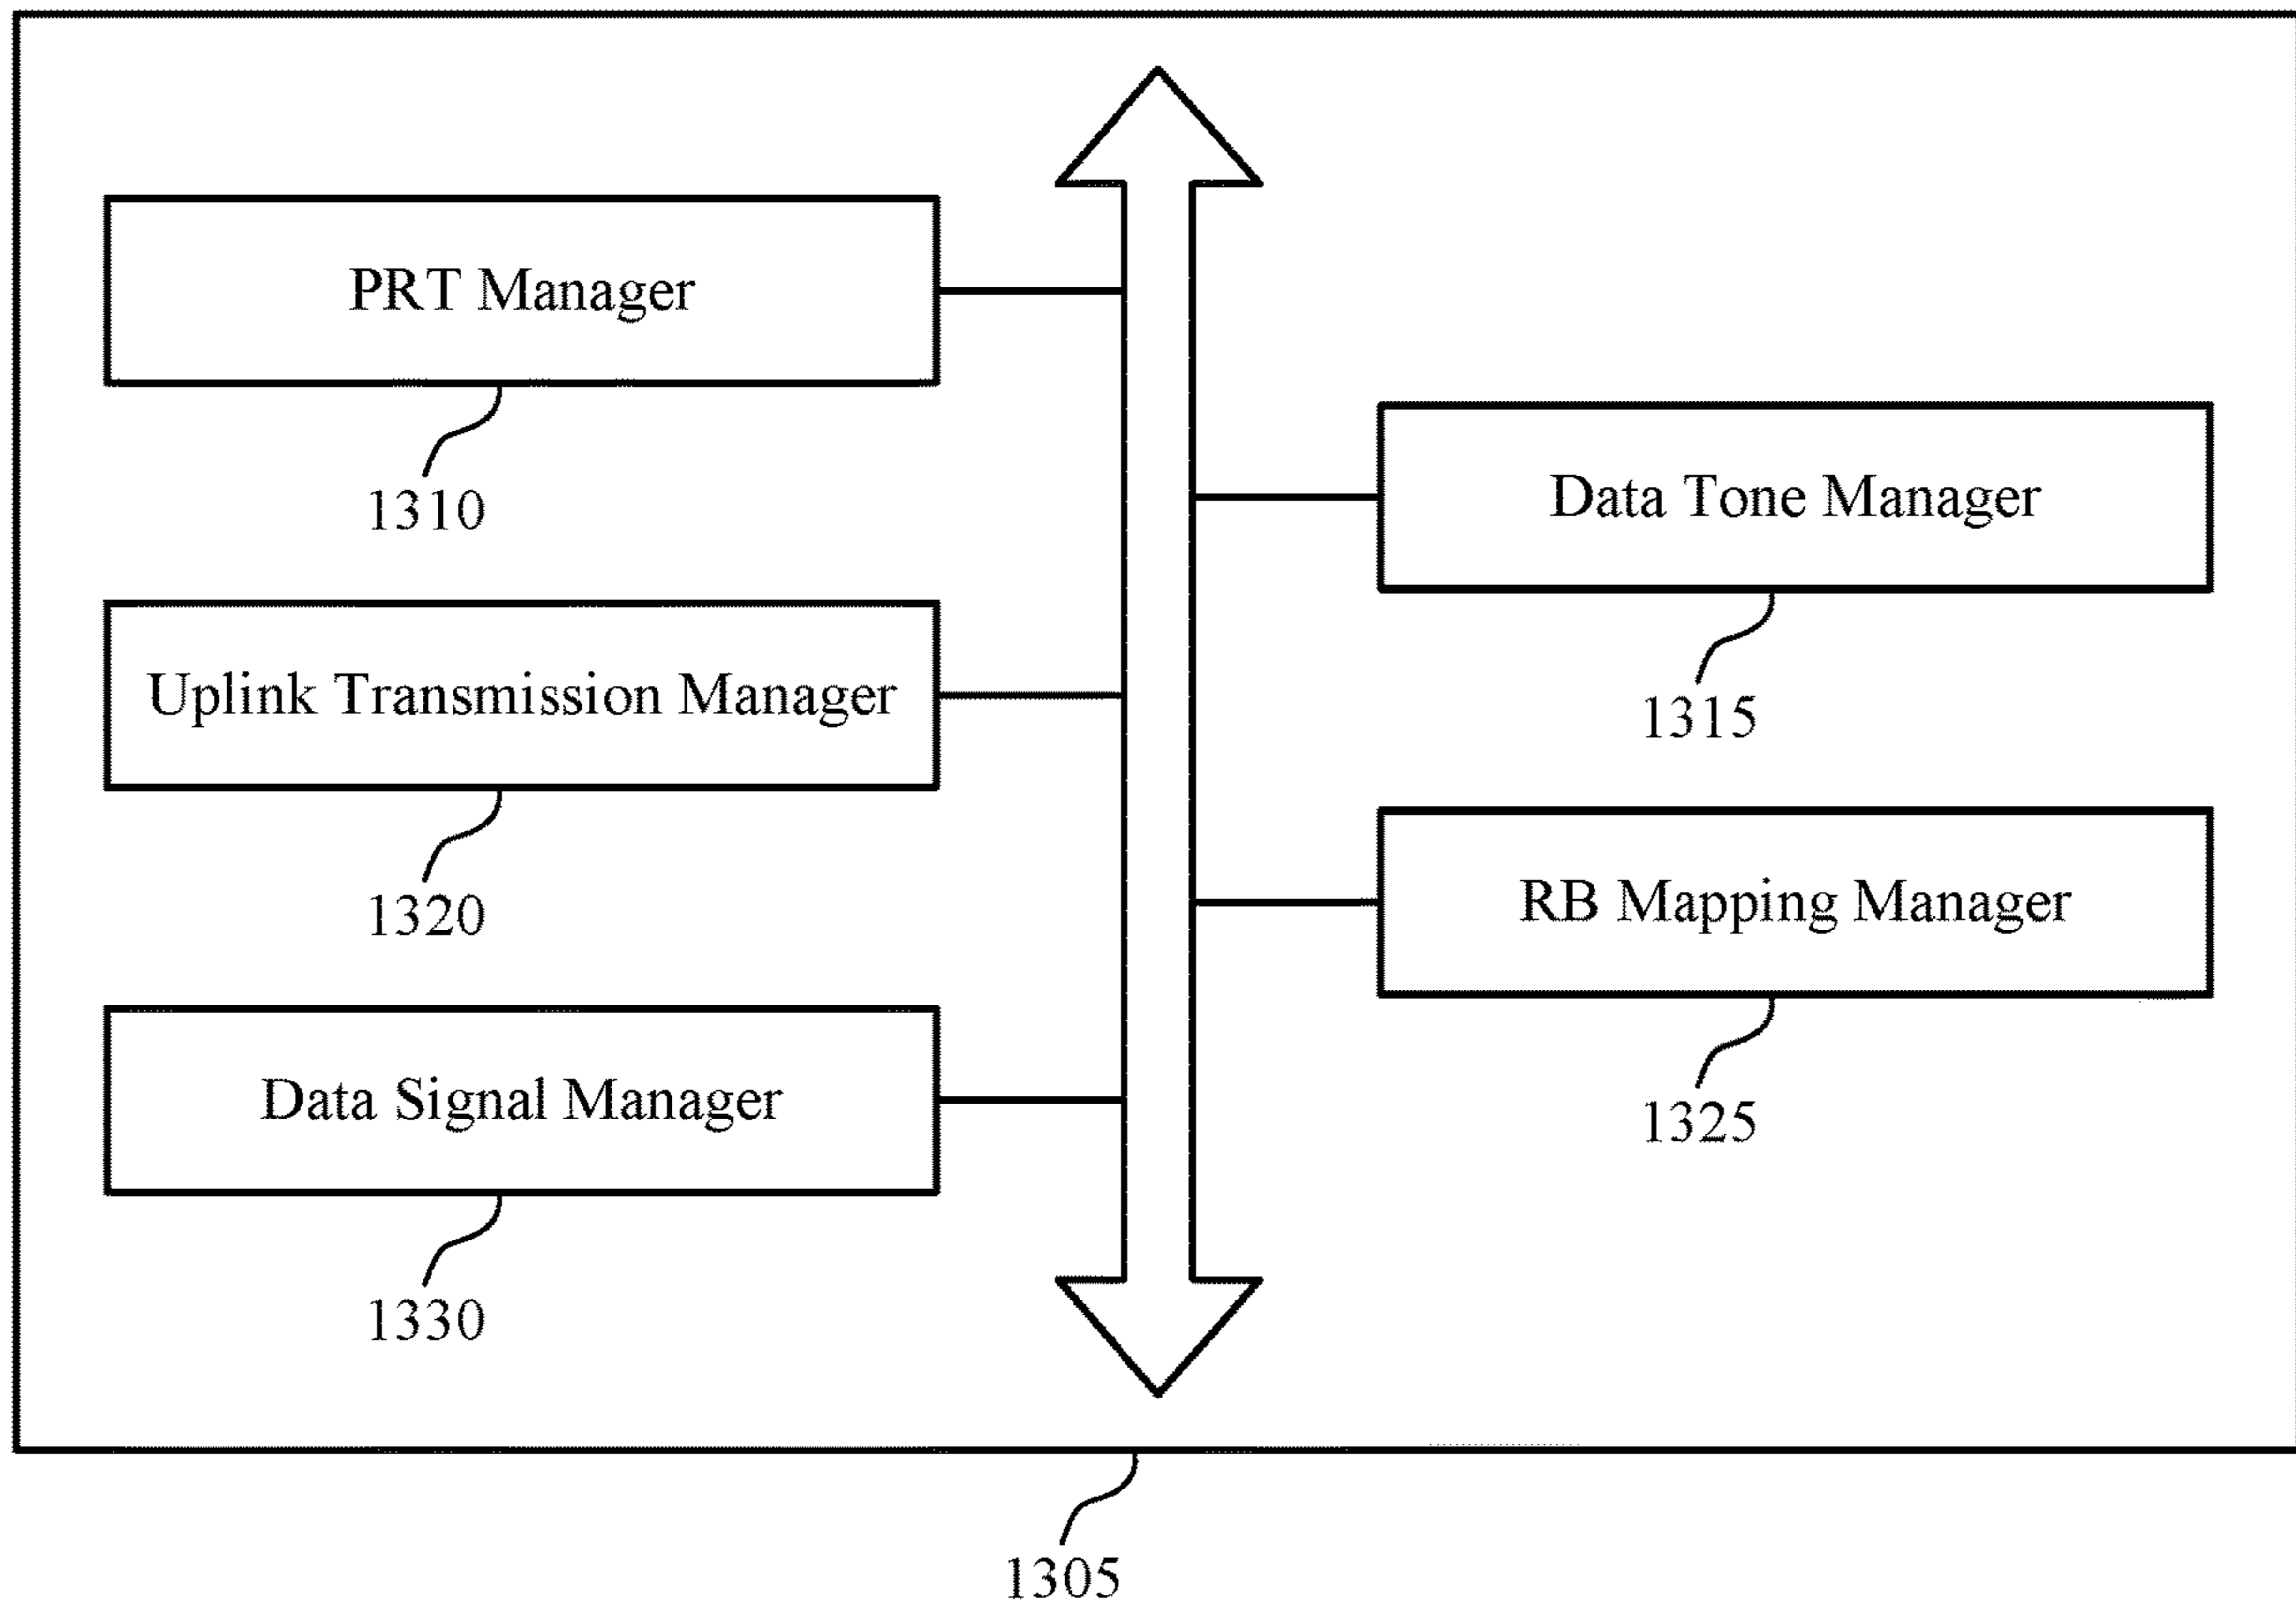 PRT Manager
1310
Data Tone Manager
1315
Uplink Transmission Manager
1320
RB Mapping Manager
1325
Data Signal Manager
1330
1305